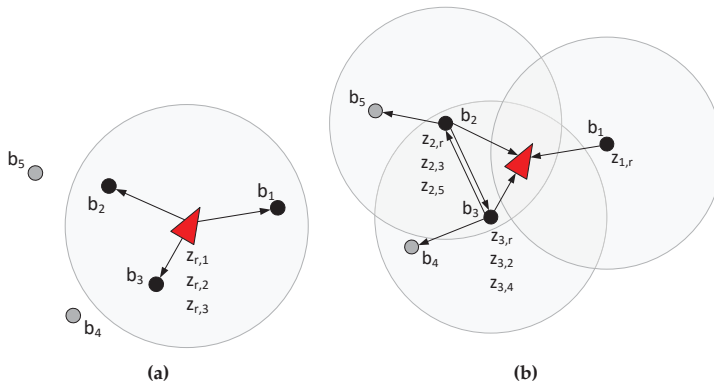 b5
b2
b1
b3
zr,1
zr,2
zr,3
b4
(a)
b5
b2
z2,r
z2,3
z2,5
b1
z1,r
b3
z3,r
z3,2
z3,4
b4
(b)